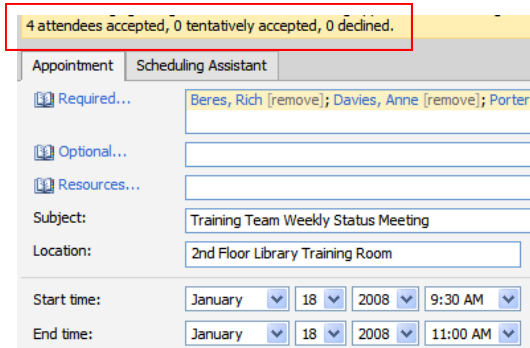 4 attendees accepted, 0 tentatively accepted, 0 declined.
Appointment Scheduling Assistant
Required... Beres, Rich [remove]; Davies, Anne [remove]; Porter
Optional...
Resources...
Subject: Training Team Weekly Status Meeting
Location: 2nd Floor Library Training Room
Start time: January 18 2008 9:30 AM
End time: January 18 2008 11:00 AM